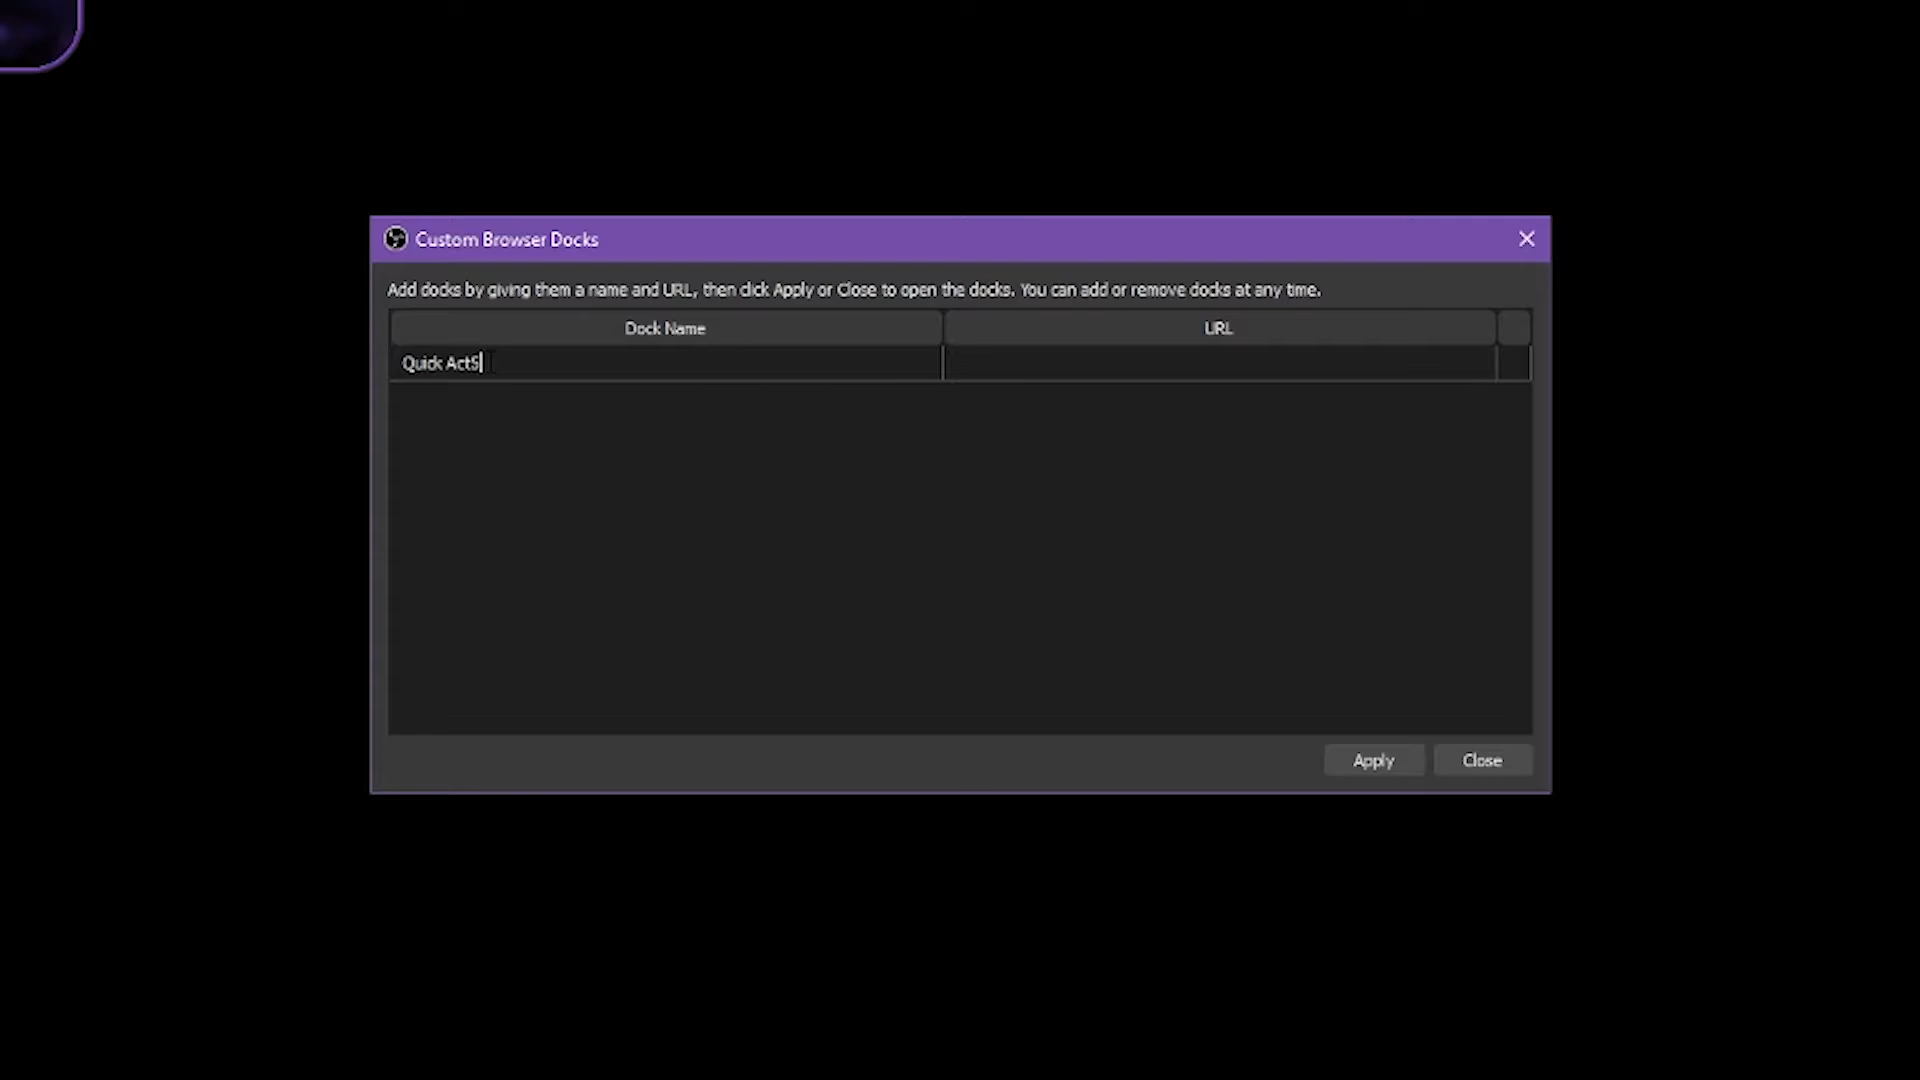 Custom Browser Docks
Add docks by giving them a name and URL, then click Apply or Close to open the docks. You can add or remove docks at any time.
Dock Name URL
Quick ActS
Apply Close